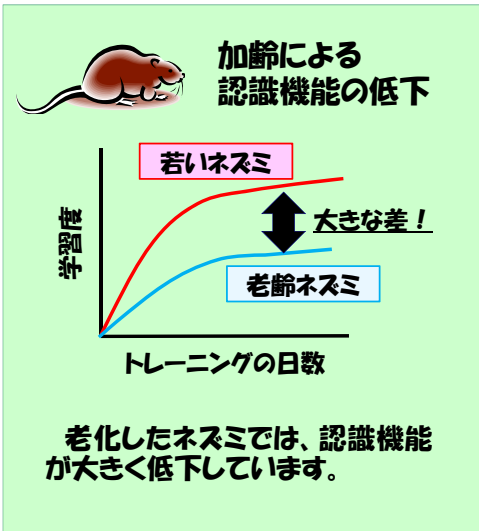 加齢による
認識機能の低下
若いネズミ
大きな差！
学習度
老齢ネズミ
トレーニングの日数
老化したネズミでは、認識機能
が大きく低下しています。